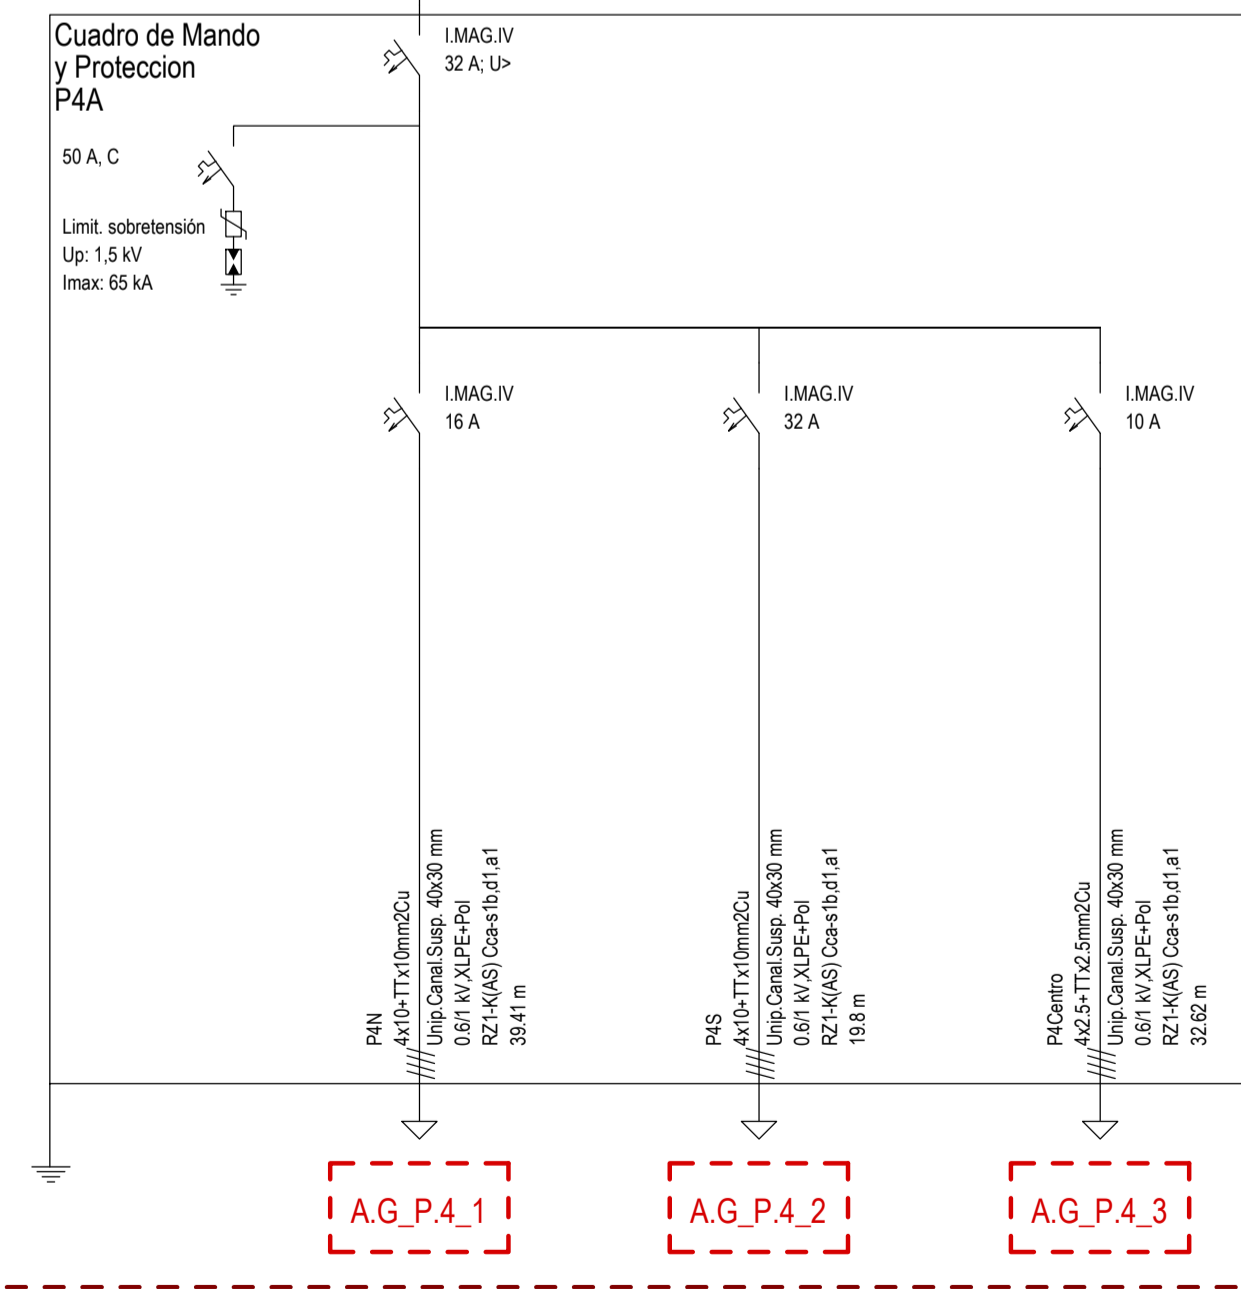 Cuadro de Mando
y Proteccion
P4A
I.MAG.IV
32 A; U>
50 A, C
Limit. sobretensión
Up: 1,5 kV
Imax: 65 kA
I.MAG.IV
16 A
I.MAG.IV
32 A
I.MAG.IV
10 A
P4N
4x10+TTx10mm2Cu
Unip.Canal.Susp. 40x30 mm
0.6/1 kV,XLPE+Pol
RZ1-K(AS) Cca-s1b,d1,a1
39.41 m
P4S
4x10+TTx10mm2Cu
Unip.Canal.Susp. 40x30 mm
0.6/1 kV,XLPE+Pol
RZ1-K(AS) Cca-s1b,d1,a1
19.8 m
P4Centro
4x2.5+TTx2.5mm2Cu
Unip.Canal.Susp. 40x30 mm
0.6/1 kV,XLPE+Pol
RZ1-K(AS) Cca-s1b,d1,a1
32.62 m
A.G_P.4_1
A.G_P.4_2
A.G_P.4_3